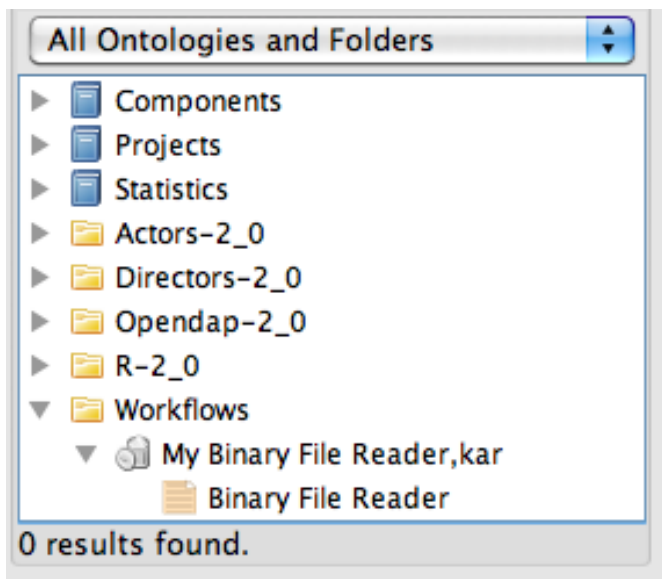 All Ontologies and Folders
Components
Projects
Statistics
Actors-2_0
Directors-2_0
Opendap-2_0
R-2_0
Workflows
My Binary File Reader,kar
Binary File Reader
0 results found.